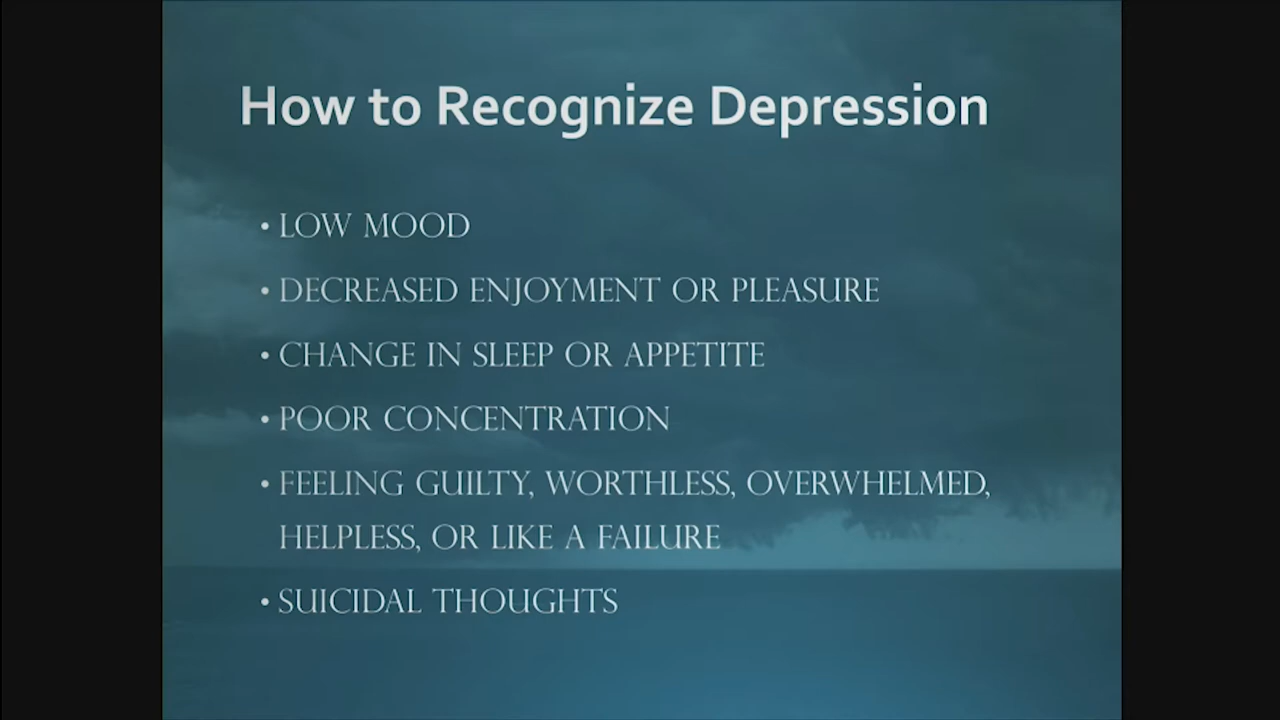 How to Recognize Depression
• LOW MOOD
• DECREASED ENJOYMENT OR PLEASURE
• CHANGE IN SLEEP OR APPETITE
• POOR CONCENTRATION
• FEELING GUILTY, WORTHLESS, OVERWHELMED,
HELPLESS, OR LIKE A FAILURE
• SUICIDAL THOUGHTS